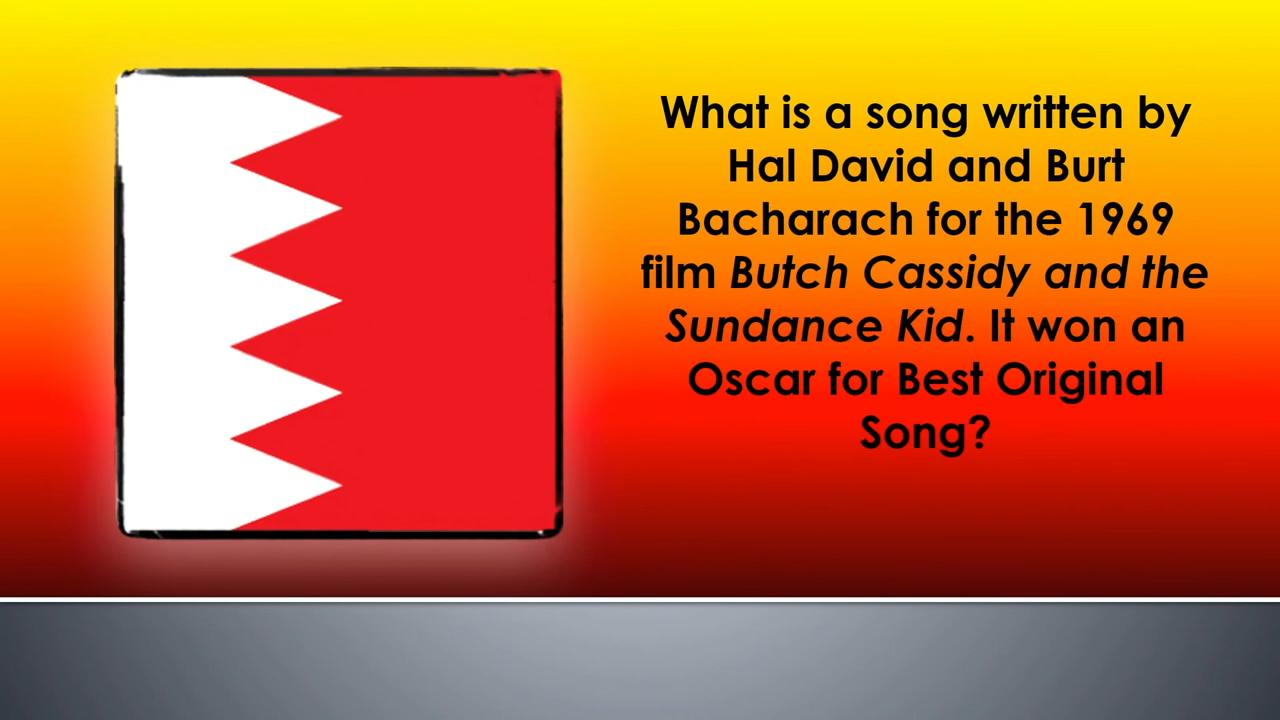 What is a song written by
Hal David and Burt
Bacharach for the 1969
film Butch Cassidy and the
Sundance Kid. It won an
Oscar for Best Original
Song?